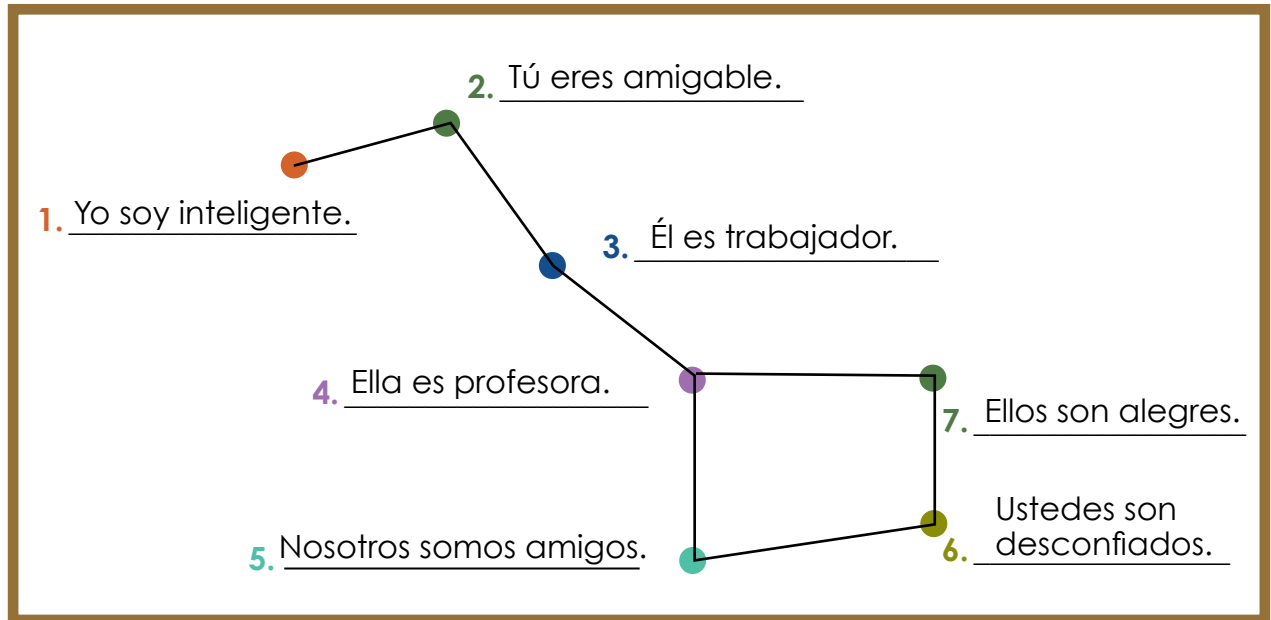 2. Tú eres amigable.
1. Yo soy inteligente.
3. Él es trabajador.
4. Ella es profesora.
7. Ellos son alegres.
Ustedes son
6. desconfiados.
5. Nosotros somos amigos.